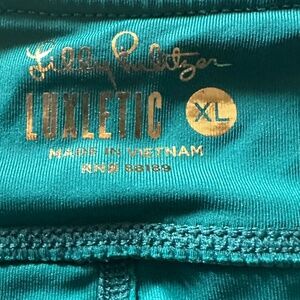 Lilly Pulitzer
LUXLETIC XL
MADE IN VIETNAM
RN# 58189